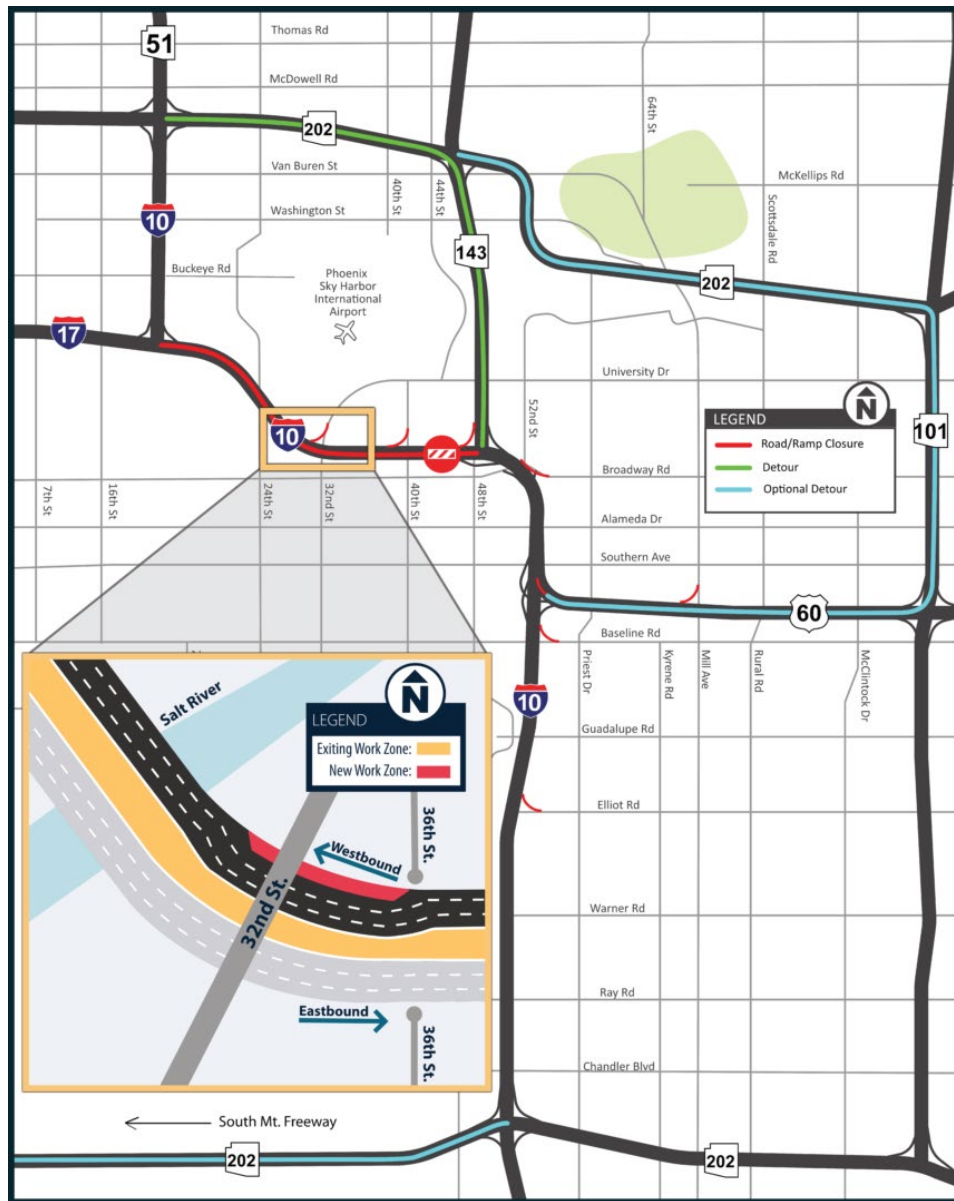 51
Thomas Rd
McDowell Rd
202
64th St
Van Buren St
40th St
44th St
McKellips Rd
Washington St
Scottsdale Rd
10
143
Buckeye Rd
Phoenix
Sky Harbor
International
Airport
202
17
University Dr
52nd St
N
LEGEND
Road/Ramp Closure
Detour
Optional Detour
101
10
Broadway Rd
7th St
16th St
24th St
32nd St
40th St
48th St
Alameda Dr
Southern Ave
60
Baseline Rd
Priest Dr
Kyrene Rd
Mill Ave
Rural Rd
McClintock Dr
10
Guadalupe Rd
Elliot Rd
Warner Rd
Ray Rd
Chandler Blvd
Salt River
N
LEGEND
Exiting Work Zone:
New Work Zone:
36th St.
Westbound
32nd St.
Eastbound
36th St.
South Mt. Freeway
202
202